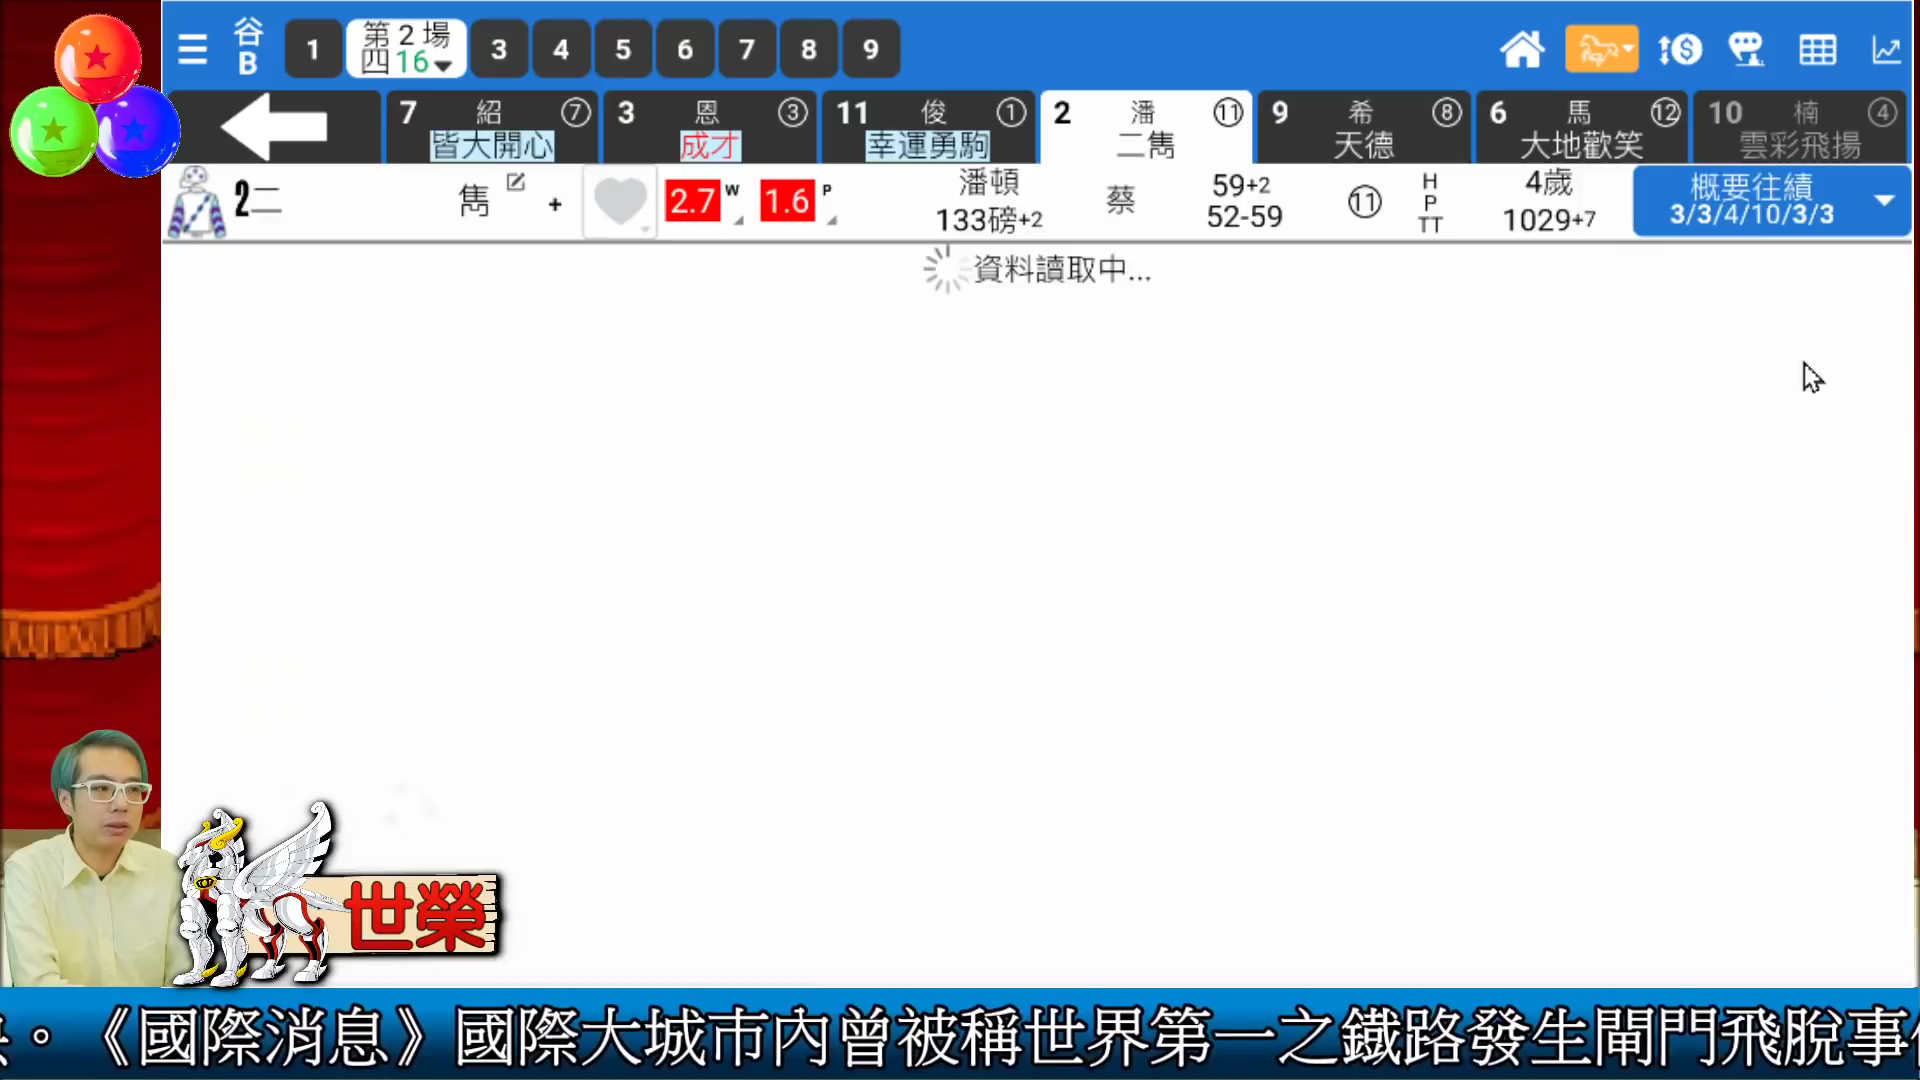 谷
B
1
第 2 場
四 16
3
4
5
6
7
8
9
7 紹 ⑦
皆大開心
3 恩 ③
成才
11 俊 ①
幸運勇駒
2 潘 ⑪
二雋
9 希 ⑧
天德
6 馬 ⑫
大地歡笑
10 楠 ④
雲彩飛揚
2二 雋 +
2.7 W
1.6 P
潘頓
133磅+2
蔡
59+2
52-59
⑪
H
P
TT
4歲
1029+7
概要往績
3/3/4/10/3/3
資料讀取中...
世榮
。《國際消息》國際大城市內曾被稱世界第一之鐵路發生閘門飛脫事